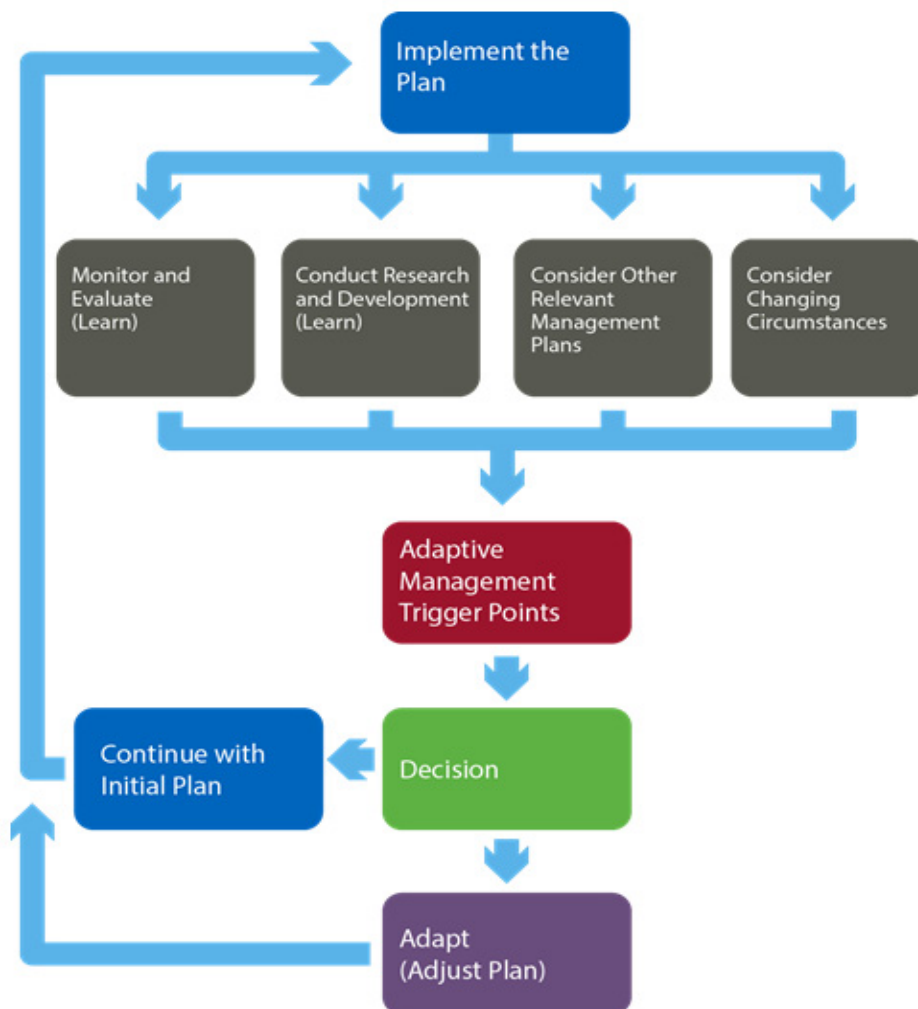 Implement the
Plan
Monitor and
Evaluate
(Learn)
Conduct Research
and Development
(Learn)
Consider Other
Relevant
Management
Plans
Consider
Changing
Circumstances
Adaptive
Management
Trigger Points
Continue with
Initial Plan
Decision
Adapt
(Adjust Plan)